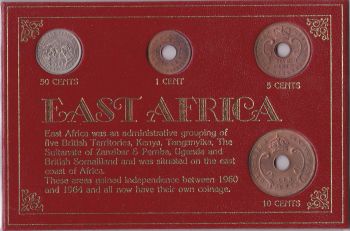 50 CENTS
1 CENT
5 CENTS
EAST AFRICA
East Africa was an administrative grouping of
five British Territories, Kenya, Tanganyika, The
Sultanate of Zanzibar & Pemba, Uganda and
British Somaliland and was situated on the east
coast of Africa.
These areas gained independence between 1960
and 1964 and all now have their own coinage.
10 CENTS